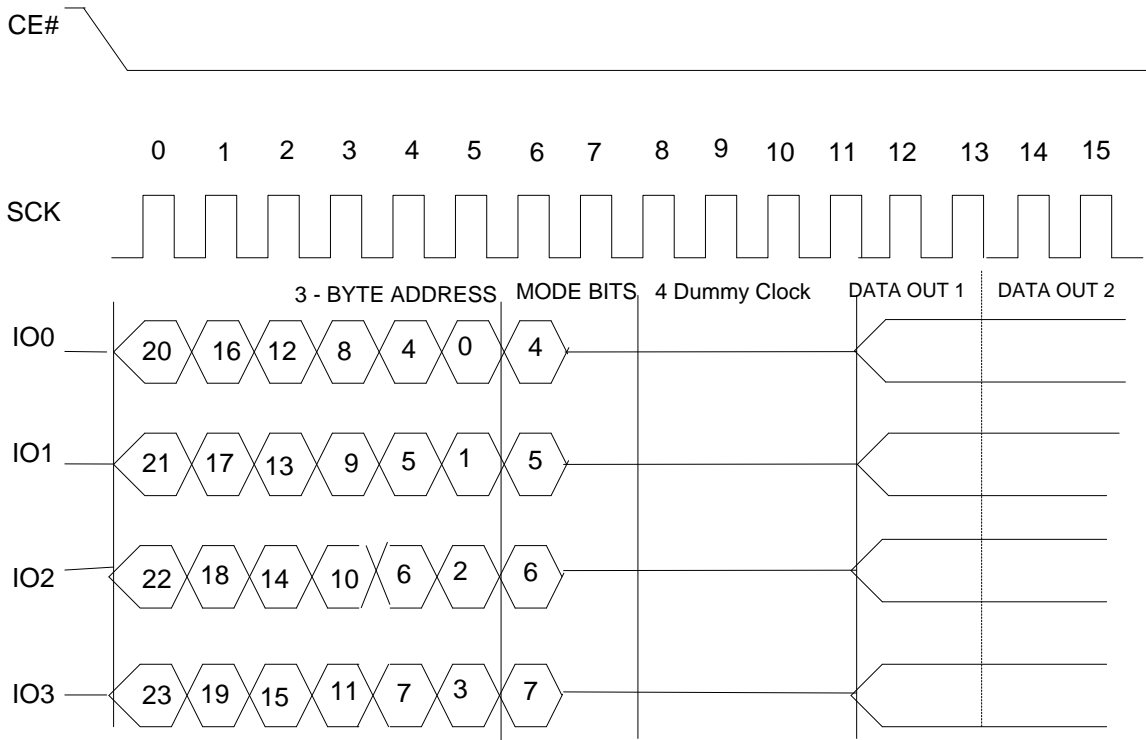 CE#
0 1 2 3 4 5 6 7 8 9 10 11 12 13 14 15
SCK
3 - BYTE ADDRESS MODE BITS 4 Dummy Clock DATA OUT 1 DATA OUT 2
IO0 20 16 12 8 4 0 4
IO1 21 17 13 9 5 1 5
IO2 22 18 14 10 6 2 6
IO3 23 19 15 11 7 3 7